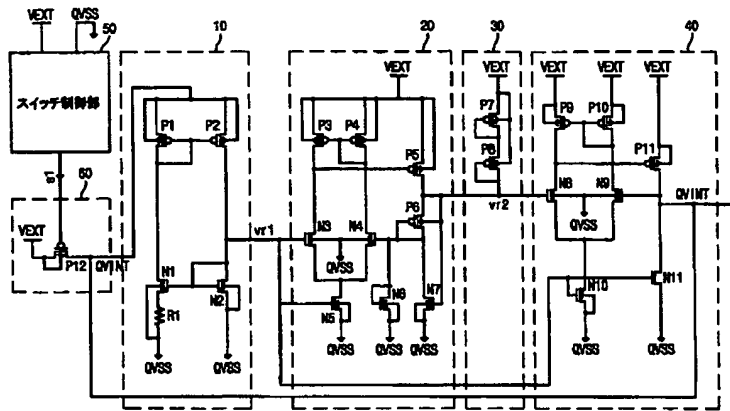 VEXT
QVSS
50
スイッチ制御部
LB
60
VEXT
P12
QVINT
10
P1
P2
N1
N2
R1
QVSS
QVSS
vr1
20
VEXT
P3
P4
P5
P6
N3
N4
QVSS
N5
N6
N7
QVSS
QVSS
QVSS
30
VEXT
P7
P8
vr2
40
VEXT
VEXT
VEXT
P9
P10
P11
N8
N9
QVSS
QVINT
N10
N11
QVSS
QVSS